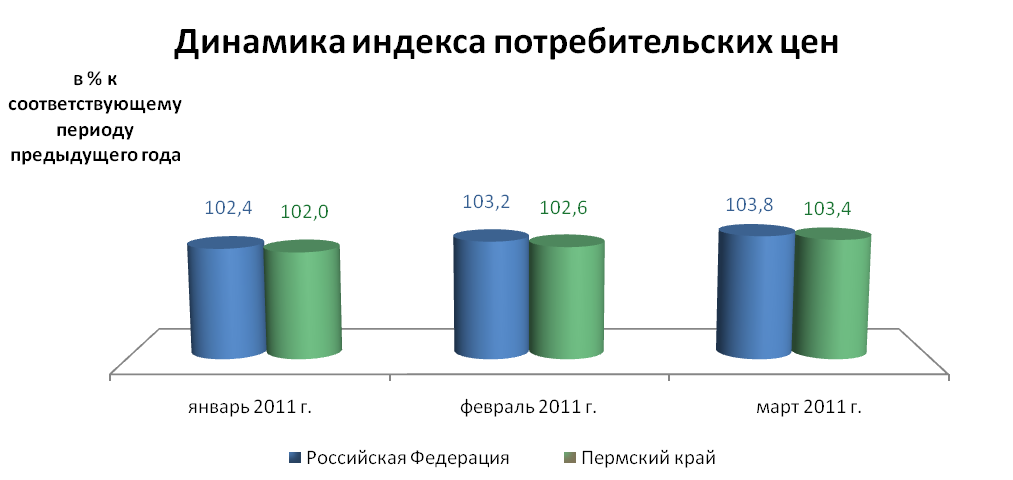 Динамика индекса потребительских цен
в % к
соответствующему
периоду
предыдущего года
102,4
102,0
103,2
102,6
103,8
103,4
январь 2011 г.
февраль 2011 г.
март 2011 г.
Российская Федерация
Пермский край